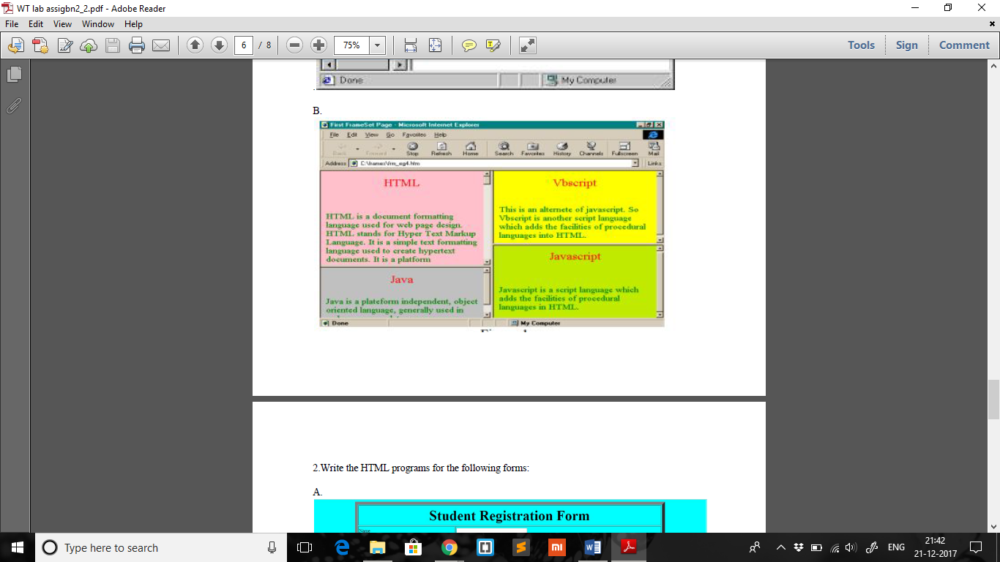 WT lab assigbn2_2.pdf - Adobe Reader
File Edit View Window Help
6 / 8 75% Tools Sign Comment
Done My Computer
B.
First FrameSet Page - Microsoft Internet Explorer
File Edit View Go Favorites Help
Back Forward Stop Refresh Home Search Favorites History Channels Fullscreen Mail
Address C:\frames\frm_eg4.htm Links
HTML
HTML is a document formatting
language used for web page design.
HTML stands for Hyper Text Markup
Language. It is a simple text formatting
language used to create hypertext
documents. It is a platform
Java
Java is a plateform independent, object
oriented language, generally used in
Vbscript
This is an alternete of javascript. So
Vbscript is another script language
which adds the facilities of procedural
languages into HTML.
Javascript
Javascript is a script language which
adds the facilities of procedural
languages in HTML.
Done My Computer
2.Write the HTML programs for the following forms:
A.
Student Registration Form
Name
Type here to search
ENG
21:42
21-12-2017